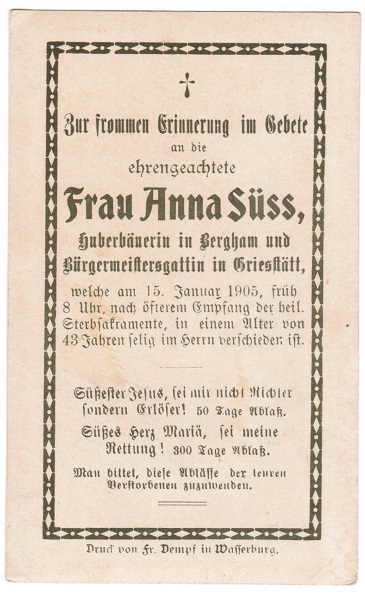 Zur frommen Erinnerung im Gebete
an die
ehrengeachtete
Frau Anna Süss,
Huberbäuerin in Bergham und
Bürgermeistersgattin in Griesstätt,
welche am 15. Januar 1905, früh
8 Uhr, nach öfterem Empfang der heil.
Sterbsakramente, in einem Alter von
43 Jahren selig im Herrn verschieden ist.
Süßester Jesus, sei mir nicht Richter
sondern Erlöser! 50 Tage Ablaß.
Süßes Herz Mariä, sei meine
Rettung! 300 Tage Ablaß.
Man bittet, diese Ablässe der teuren
Verstorbenen zuzuwenden.
Druck von Fr. Dempf in Wasserburg.